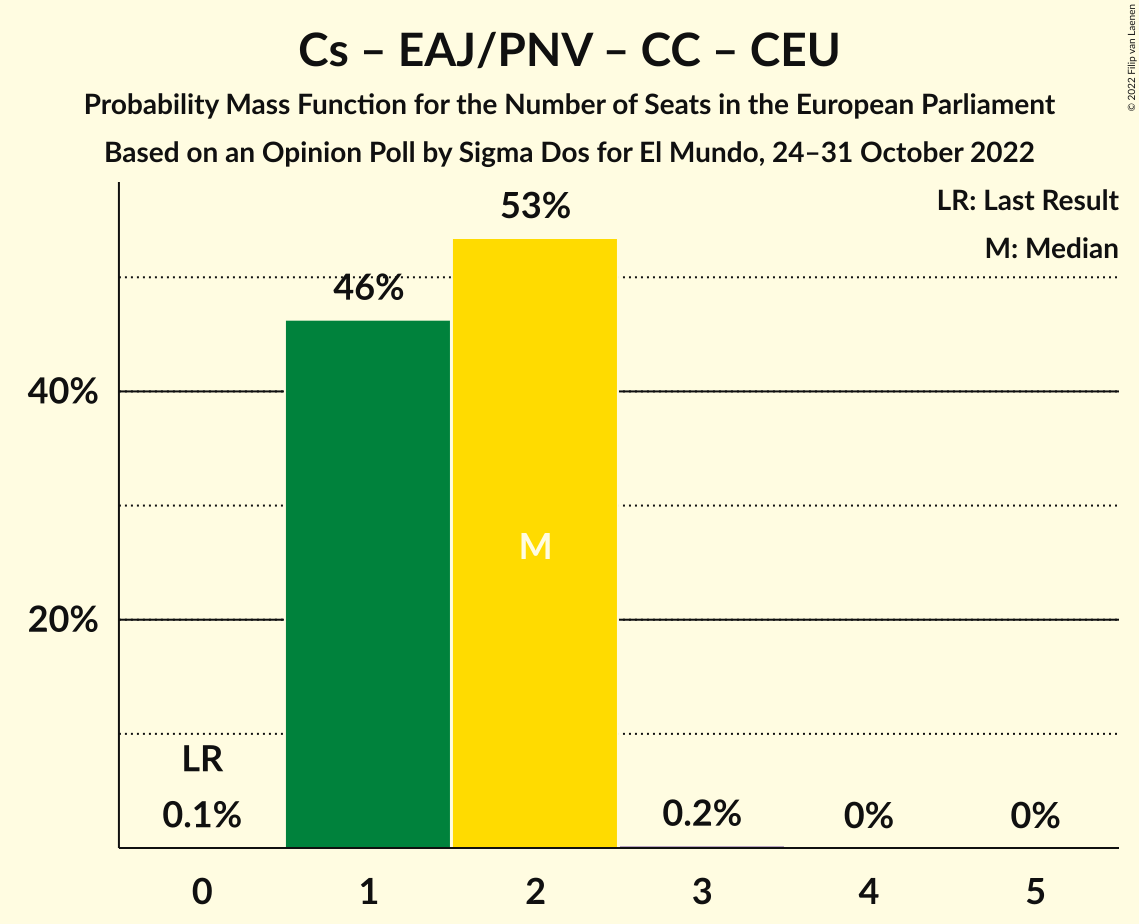 Cs – EAJ/PNV – CC – CEU
Probability Mass Function for the Number of Seats in the European Parliament
Based on an Opinion Poll by Sigma Dos for El Mundo, 24–31 October 2022
© 2022 Filip van Laenen
LR: Last Result
M: Median
53%
46%
40%
20%
M
LR
0.1%
0.2%
0%
0%
0 1 2 3 4 5